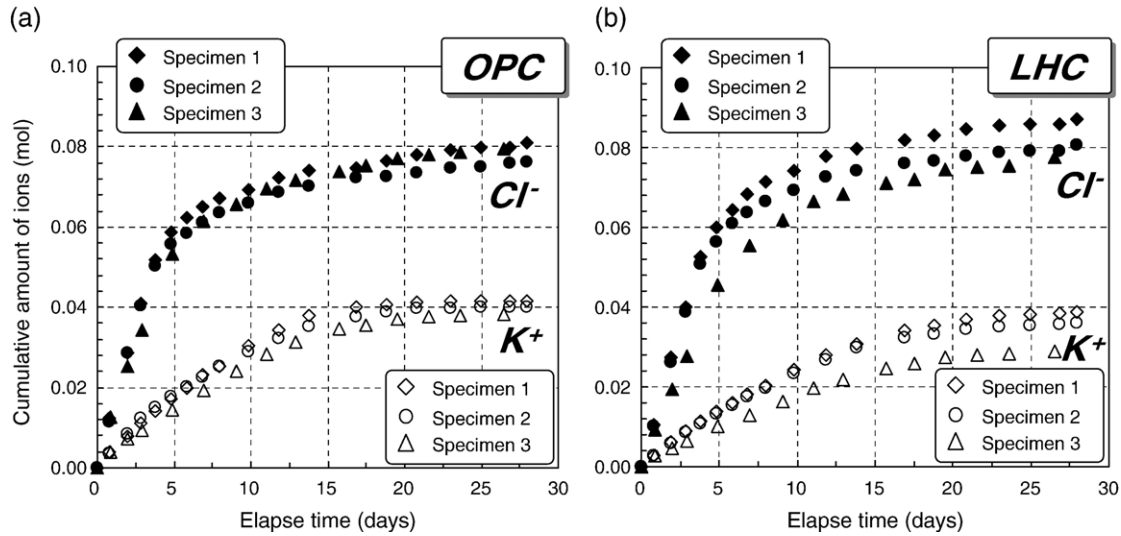 (a)
Specimen 1
Specimen 2
Specimen 3
OPC
Cl⁻
K⁺
Specimen 1
Specimen 2
Specimen 3
Cumulative amount of ions (mol)
0.10
0.08
0.06
0.04
0.02
0.00
0 5 10 15 20 25 30
Elapse time (days)
(b)
Specimen 1
Specimen 2
Specimen 3
LHC
Cl⁻
K⁺
Specimen 1
Specimen 2
Specimen 3
0.10
0.08
0.06
0.04
0.02
0.00
0 5 10 15 20 25 30
Elapse time (days)